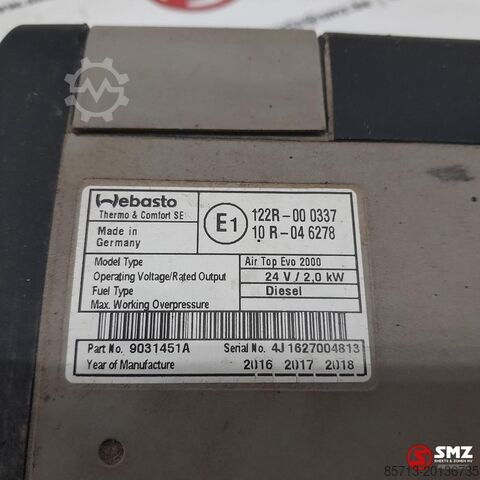 Webasto
Thermo & Comfort SE
Made in
Germany
E1
122R-00 0337
10 R-04 6278
Model Type Air Top Evo 2000
Operating Voltage/Rated Output 24 V / 2,0 kW
Fuel Type Diesel
Max. Working Overpressure
Part No. 9031451A Serial No. 4J1627004813
Year of Manufacture 2016 2017 2018
SMZ
85713-20136735